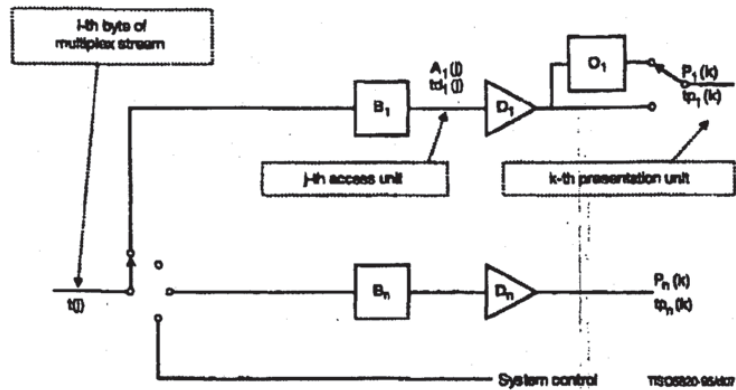 i-th byte of
multiplex stream
O₁
P₁(k)
tp₁(k)
A₁(j)
td₁(j)
B₁
D₁
j-th access unit
k-th presentation unit
t(i)
Bₙ
Dₙ
Pₙ(k)
tpₙ(k)
System control